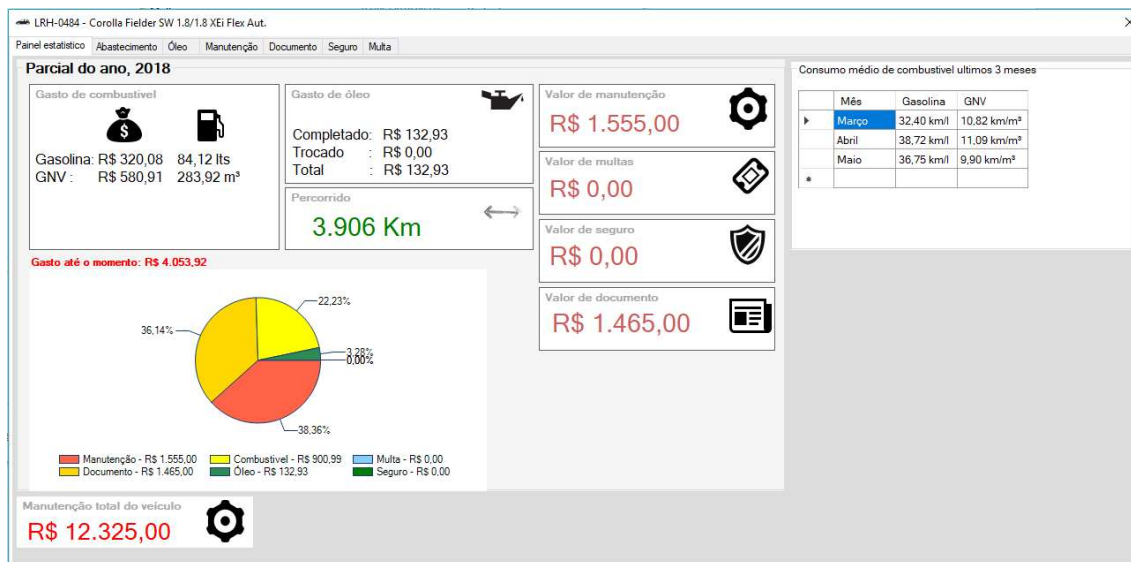 LRH-0484 - Corolla Fielder SW 1.8/1.8 XEi Flex Aut.
Painel estatistico Abastecimento Óleo Manutenção Documento Seguro Multa
Parcial do ano, 2018
Gasto de combustivel
$
Gasolina: R$ 320,08 84,12 lts
GNV : R$ 580,91 283,92 m³
Gasto de óleo
Completado: R$ 132,93
Trocado : R$ 0,00
Total : R$ 132,93
Percorrido
3.906 Km
Valor de manutenção
R$ 1.555,00
Valor de multas
R$ 0,00
Valor de seguro
R$ 0,00
Valor de documento
R$ 1.465,00
Gasto até o momento: R$ 4.053,92
22,23%
36,14%
3,28%
0,00%
38,36%
Manutenção - R$ 1.555,00 Combustivel - R$ 900,99 Multa - R$ 0,00
Documento - R$ 1.465,00 Óleo - R$ 132,93 Seguro - R$ 0,00
Manutenção total do veículo
R$ 12.325,00
Consumo médio de combustivel ultimos 3 meses
Mês Gasolina GNV
Março 32,40 km/l 10,82 km/m³
Abril 38,72 km/l 11,09 km/m³
Maio 36,75 km/l 9,90 km/m³